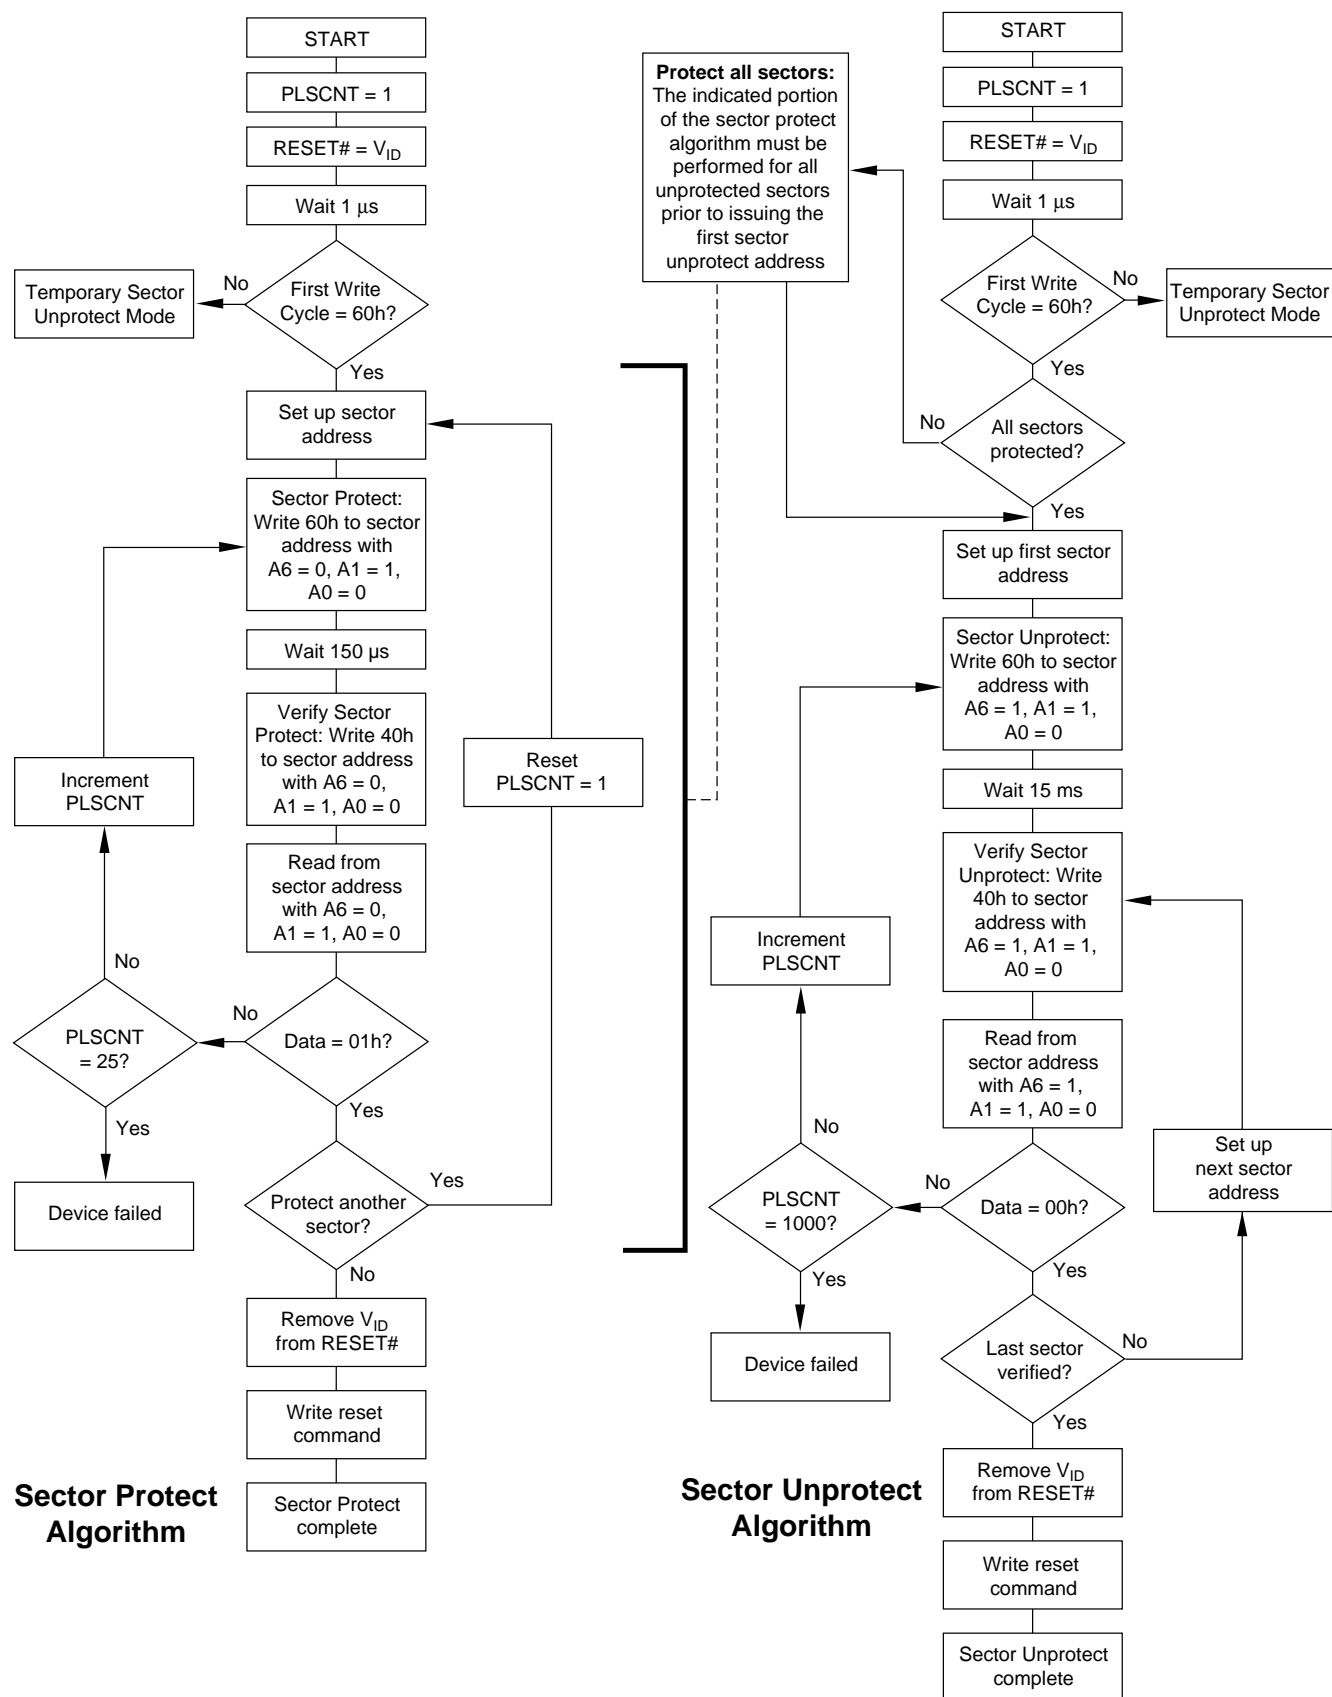 START
PLSCNT = 1
RESET# = VID
Wait 1 μs
First Write
Cycle = 60h?
No
Temporary Sector
Unprotect Mode
Yes
Set up sector
address
Sector Protect:
Write 60h to sector
address with
A6 = 0, A1 = 1,
A0 = 0
Wait 150 µs
Verify Sector
Protect: Write 40h
to sector address
with A6 = 0,
A1 = 1, A0 = 0
Read from
sector address
with A6 = 0,
A1 = 1, A0 = 0
Data = 01h?
No
PLSCNT
= 25?
No
Increment
PLSCNT
Yes
Device failed
Yes
Protect another
sector?
Yes
Reset
PLSCNT = 1
No
Remove VID
from RESET#
Write reset
command
Sector Protect
complete
Sector Protect
Algorithm
Protect all sectors:
The indicated portion
of the sector protect
algorithm must be
performed for all
unprotected sectors
prior to issuing the
first sector
unprotect address
START
PLSCNT = 1
RESET# = VID
Wait 1 μs
First Write
Cycle = 60h?
No
Temporary Sector
Unprotect Mode
Yes
All sectors
protected?
No
Yes
Set up first sector
address
Sector Unprotect:
Write 60h to sector
address with
A6 = 1, A1 = 1,
A0 = 0
Wait 15 ms
Verify Sector
Unprotect: Write
40h to sector
address with
A6 = 1, A1 = 1,
A0 = 0
Read from
sector address
with A6 = 1,
A1 = 1, A0 = 0
Data = 00h?
No
PLSCNT
= 1000?
No
Increment
PLSCNT
Yes
Device failed
Yes
Last sector
verified?
No
Set up
next sector
address
Yes
Remove VID
from RESET#
Write reset
command
Sector Unprotect
complete
Sector Unprotect
Algorithm